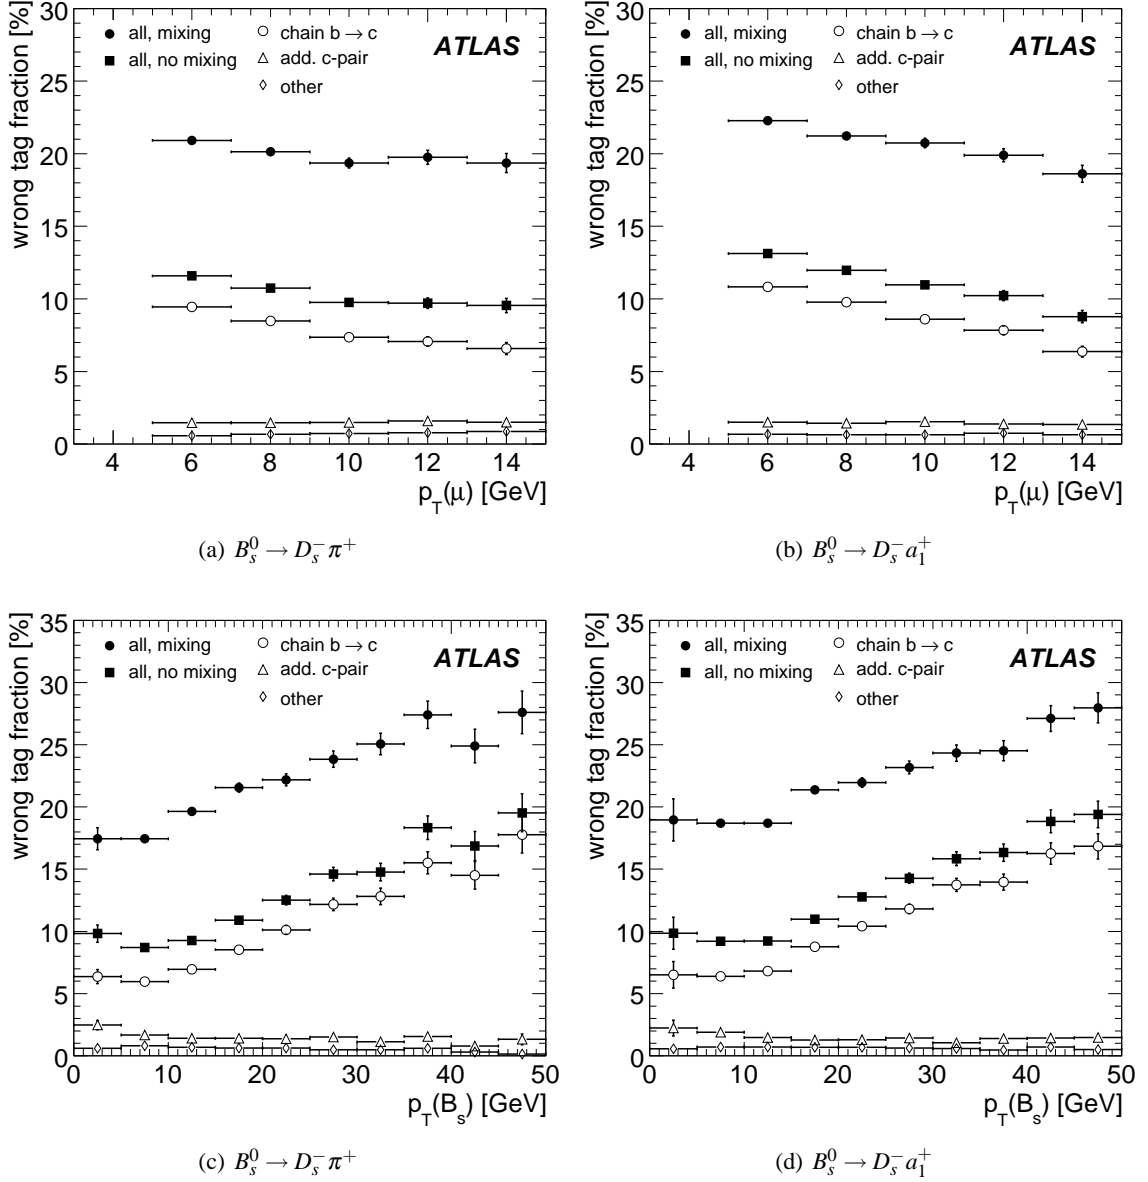 wrong tag fraction [%]
30
25
20
15
10
5
0
all, mixing
all, no mixing
chain b → c
add. c-pair
other
ATLAS
4 6 8 10 12 14
p_T(μ) [GeV]
(a) B_s^0 → D_s^- π^+
wrong tag fraction [%]
30
25
20
15
10
5
0
all, mixing
all, no mixing
chain b → c
add. c-pair
other
ATLAS
4 6 8 10 12 14
p_T(μ) [GeV]
(b) B_s^0 → D_s^- a_1^+
wrong tag fraction [%]
35
30
25
20
15
10
5
0
all, mixing
all, no mixing
chain b → c
add. c-pair
other
ATLAS
0 10 20 30 40 50
p_T(B_s) [GeV]
(c) B_s^0 → D_s^- π^+
wrong tag fraction [%]
35
30
25
20
15
10
5
0
all, mixing
all, no mixing
chain b → c
add. c-pair
other
ATLAS
0 10 20 30 40 50
p_T(B_s) [GeV]
(d) B_s^0 → D_s^- a_1^+